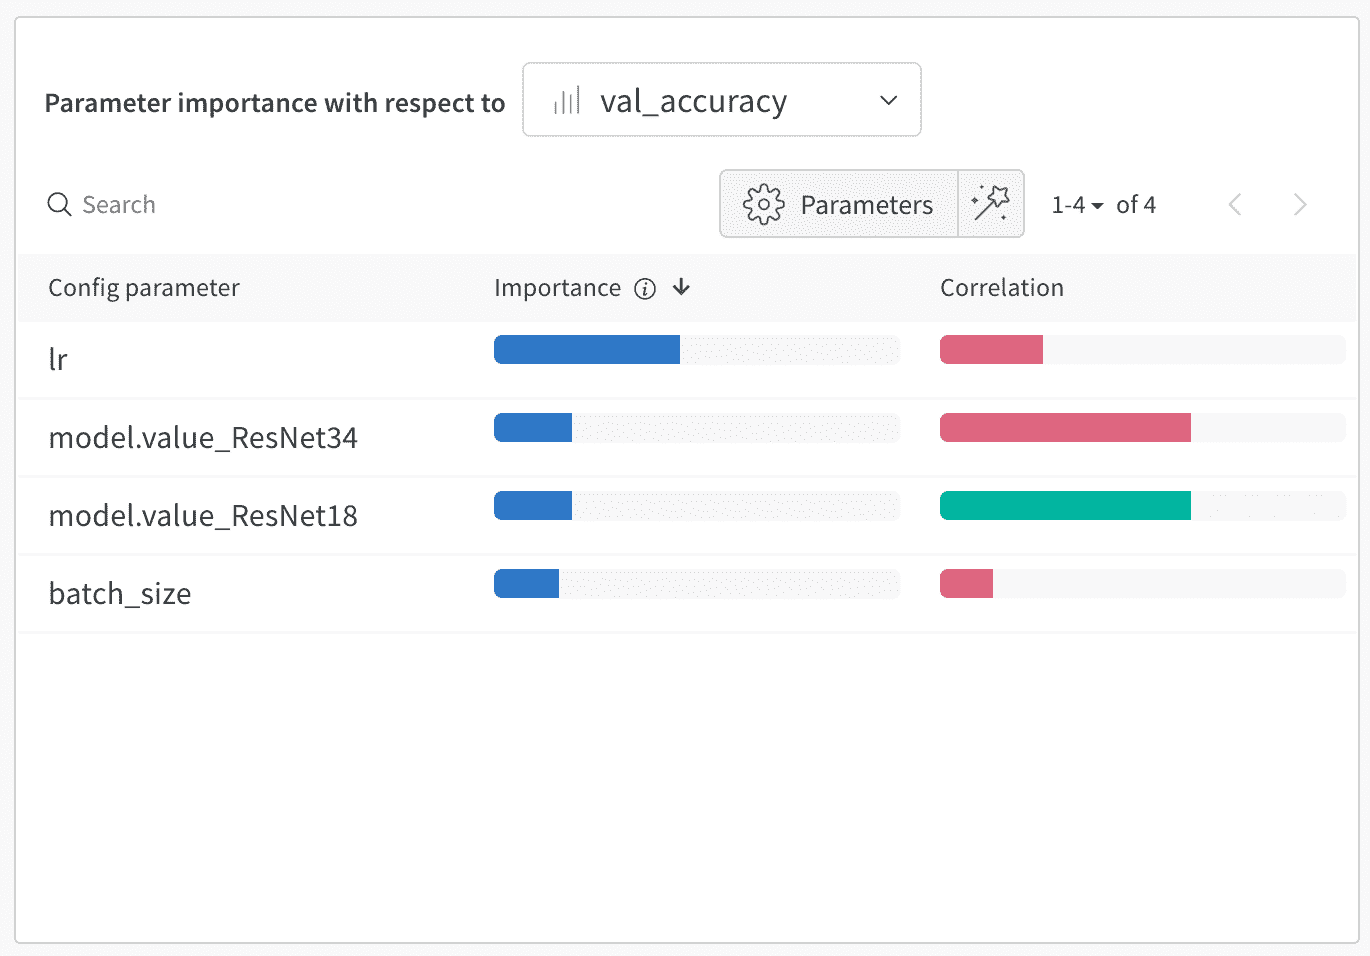 Parameter importance with respect to val_accuracy
Search Parameters 1-4 of 4
Config parameter Importance Correlation
lr
model.value_ResNet34
model.value_ResNet18
batch_size